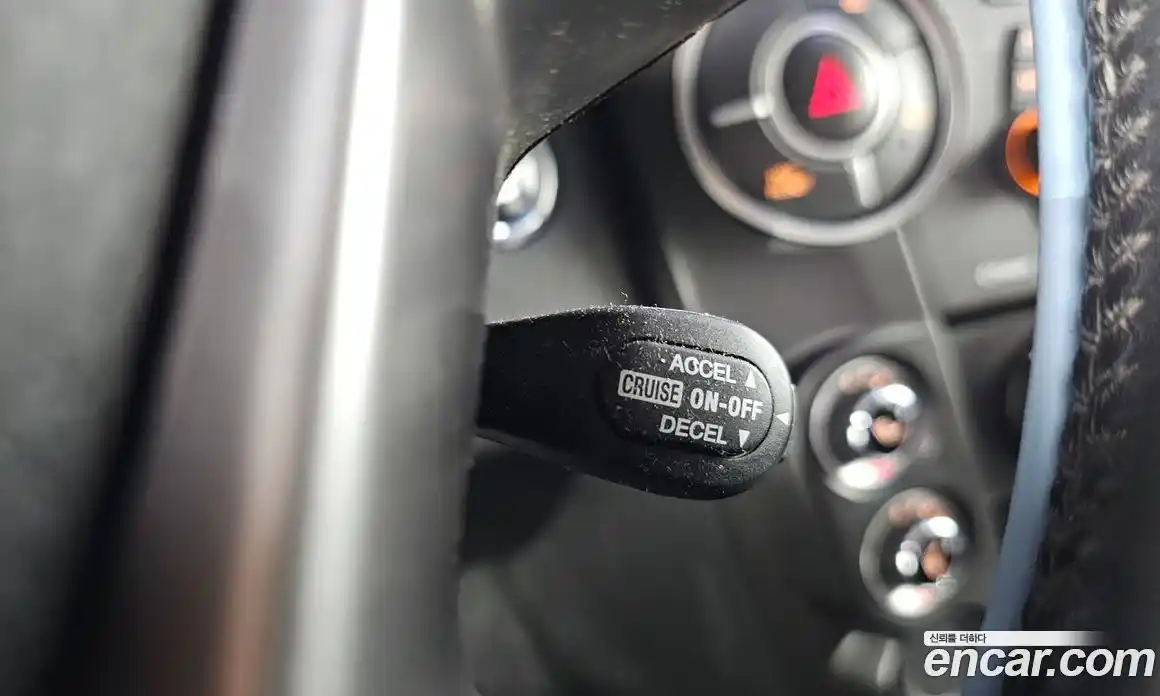 ACCEL ▲
CRUISE ON-OFF ◀
DECEL ▼
신뢰를 더하다
encar.com